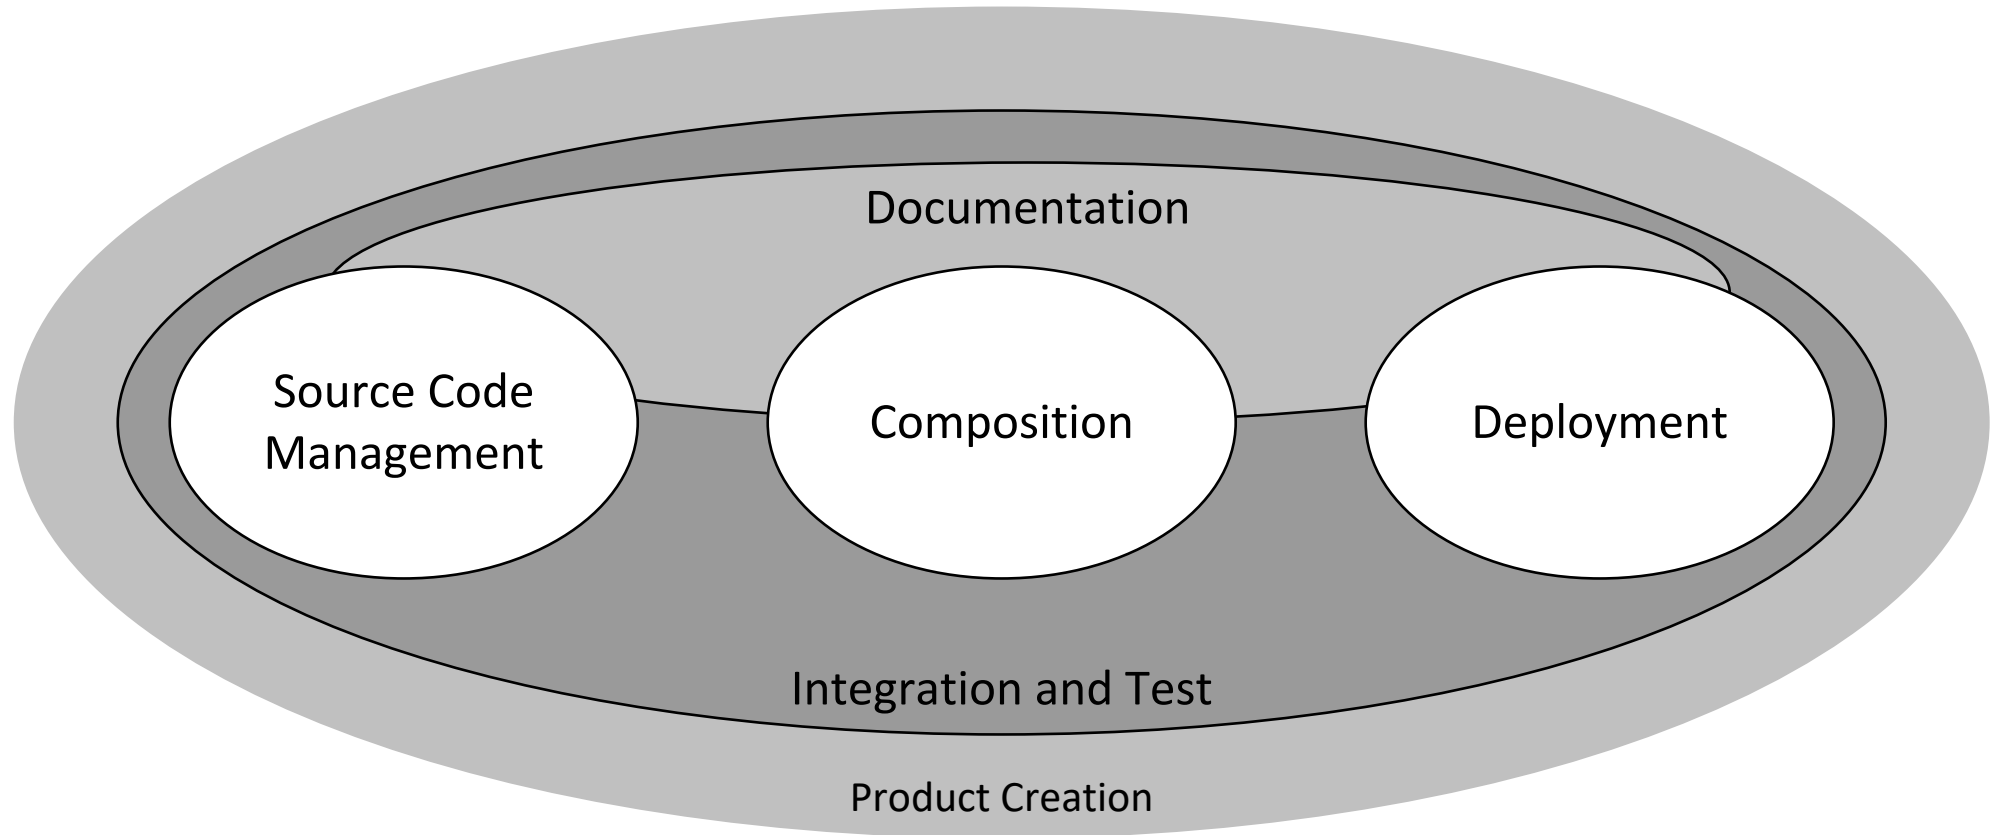 Documentation
Source Code
Management
Composition
Deployment
Integration and Test
Product Creation